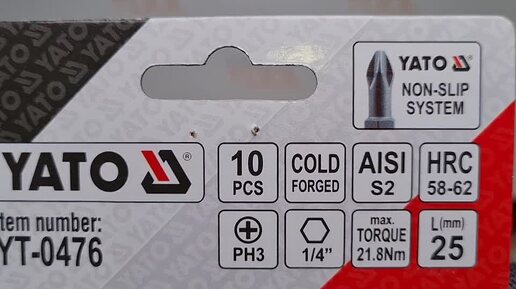 YATO
YATO
NON-SLIP
SYSTEM
YATO ®
10
PCS
COLD
FORGED
AISI
S2
HRC
58-62
tem number:
YT-0476
PH3
1/4"
max.
TORQUE
21.8Nm
L(mm)
25